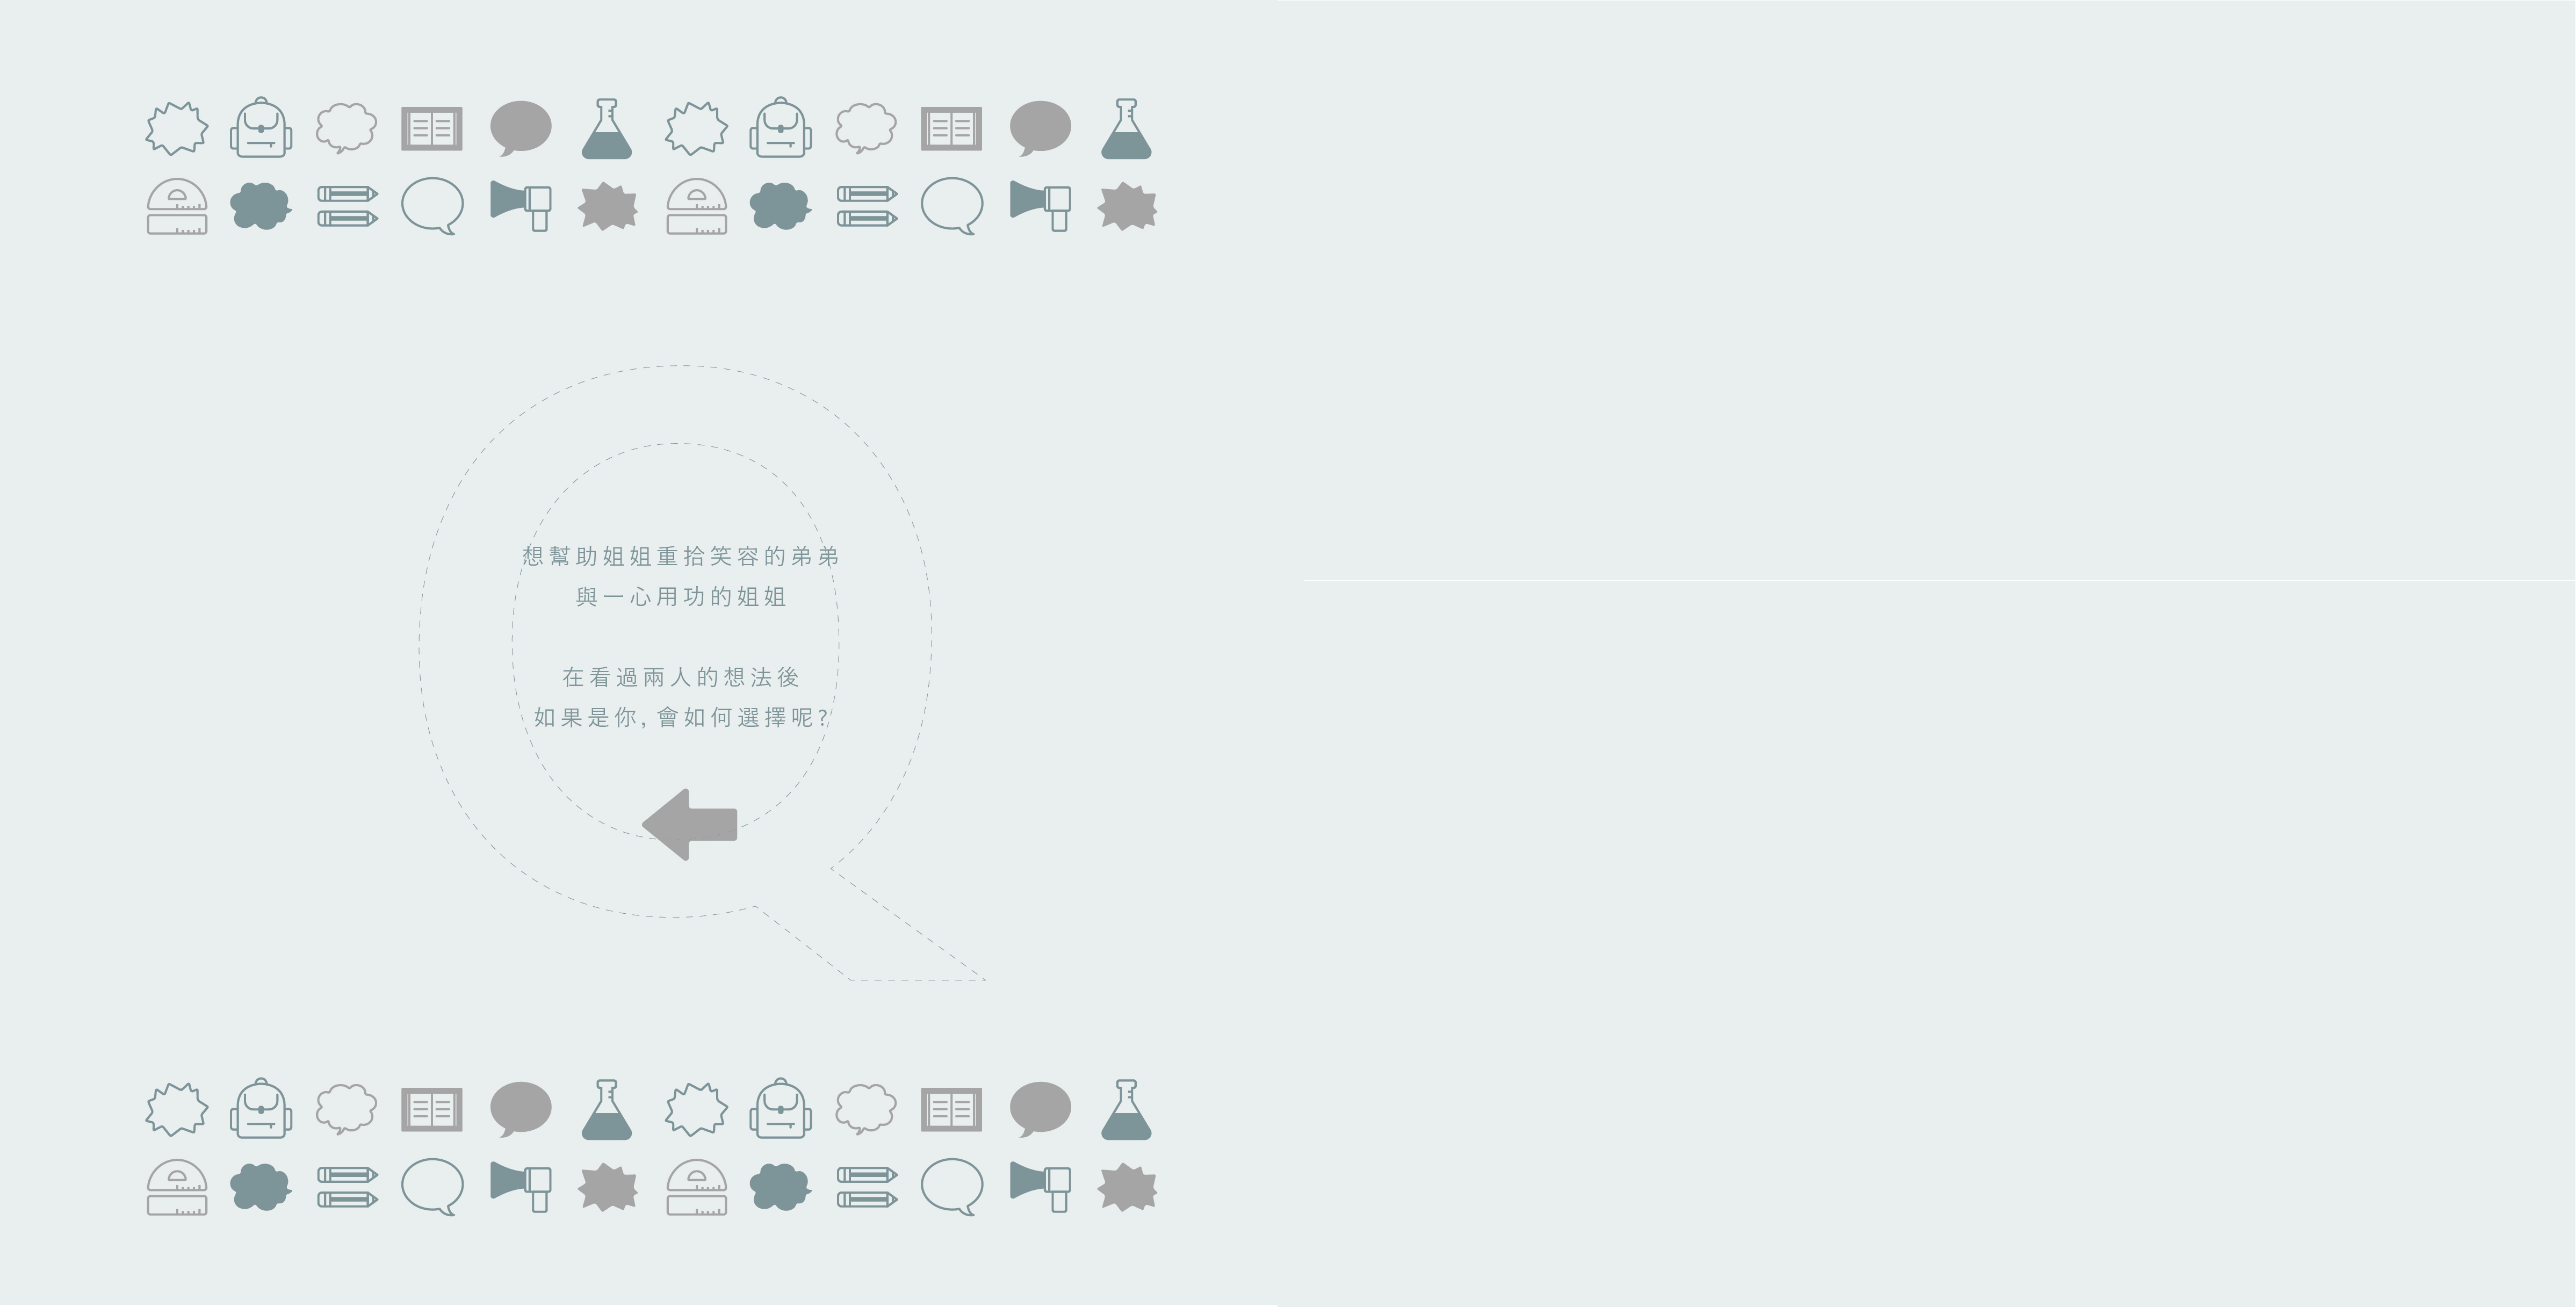 想幫助姐姐重拾笑容的弟弟
與一心用功的姐姐
在看過兩人的想法後
如果是你,會如何選擇呢?